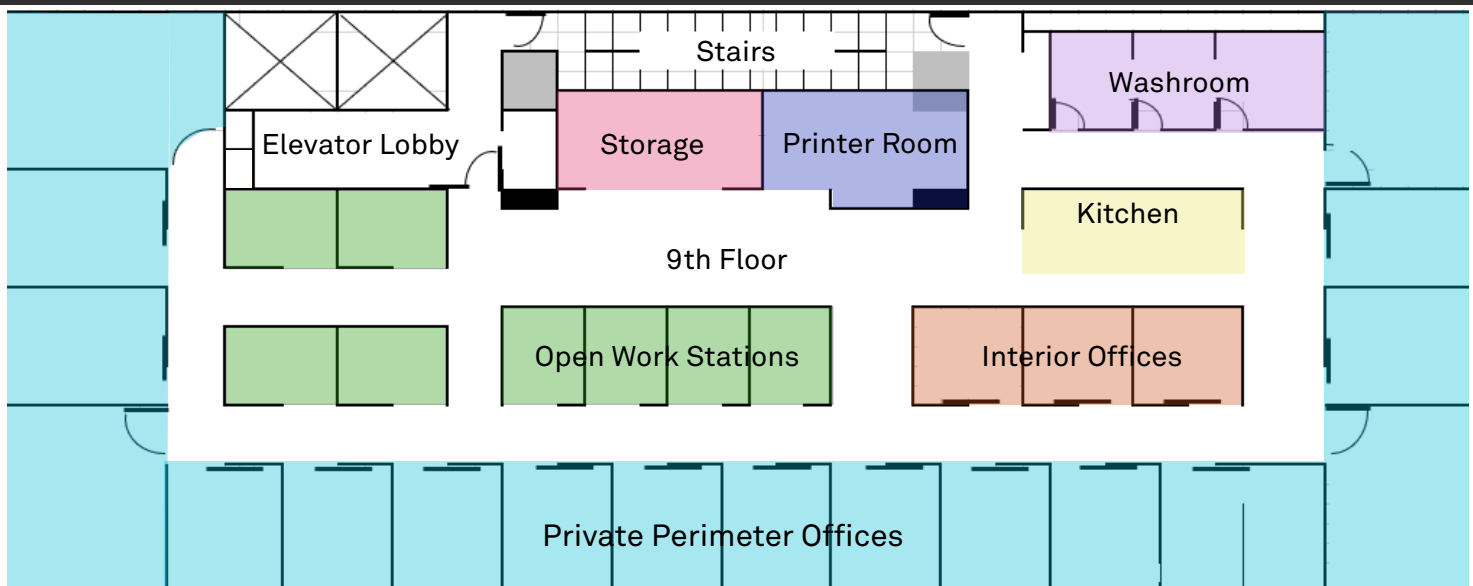 Stairs
Washroom
Elevator Lobby
Storage
Printer Room
Kitchen
9th Floor
Open Work Stations
Interior Offices
Private Perimeter Offices